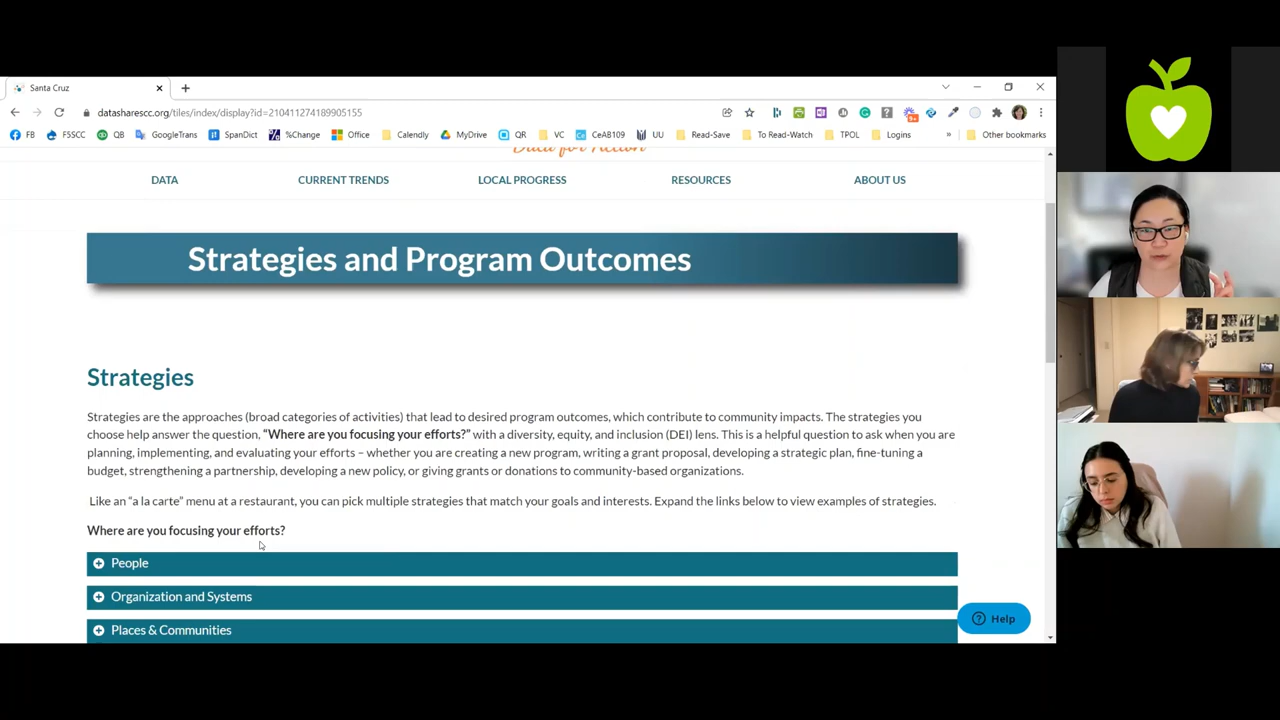 Santa Cruz
datasharescc.org/tiles/index/display?id=210411274189905155
FB F5SCC QB GoogleTrans SpanDict %Change Office Calendly MyDrive QR VC CeAB109 UU Read-Save To Read-Watch TPOL Logins » Other bookmarks
Data for Action
DATA CURRENT TRENDS LOCAL PROGRESS RESOURCES ABOUT US
Strategies and Program Outcomes
Strategies
Strategies are the approaches (broad categories of activities) that lead to desired program outcomes, which contribute to community impacts. The strategies you
choose help answer the question, “Where are you focusing your efforts?” with a diversity, equity, and inclusion (DEI) lens. This is a helpful question to ask when you are
planning, implementing, and evaluating your efforts – whether you are creating a new program, writing a grant proposal, developing a strategic plan, fine-tuning a
budget, strengthening a partnership, developing a new policy, or giving grants or donations to community-based organizations.
Like an “a la carte” menu at a restaurant, you can pick multiple strategies that match your goals and interests. Expand the links below to view examples of strategies.
Where are you focusing your efforts?
People
Organization and Systems
Places & Communities
Help